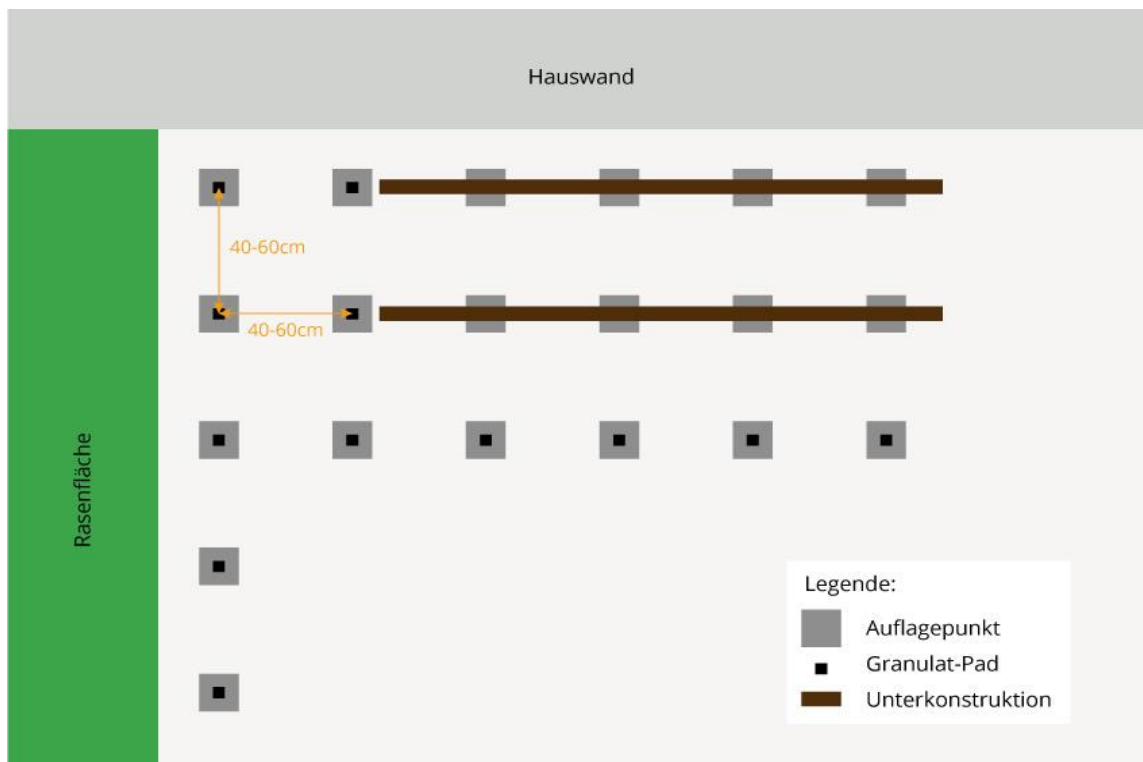 Hauswand
40-60cm
40-60cm
Rasenfläche
Legende:
Auflagepunkt
Granulat-Pad
Unterkonstruktion